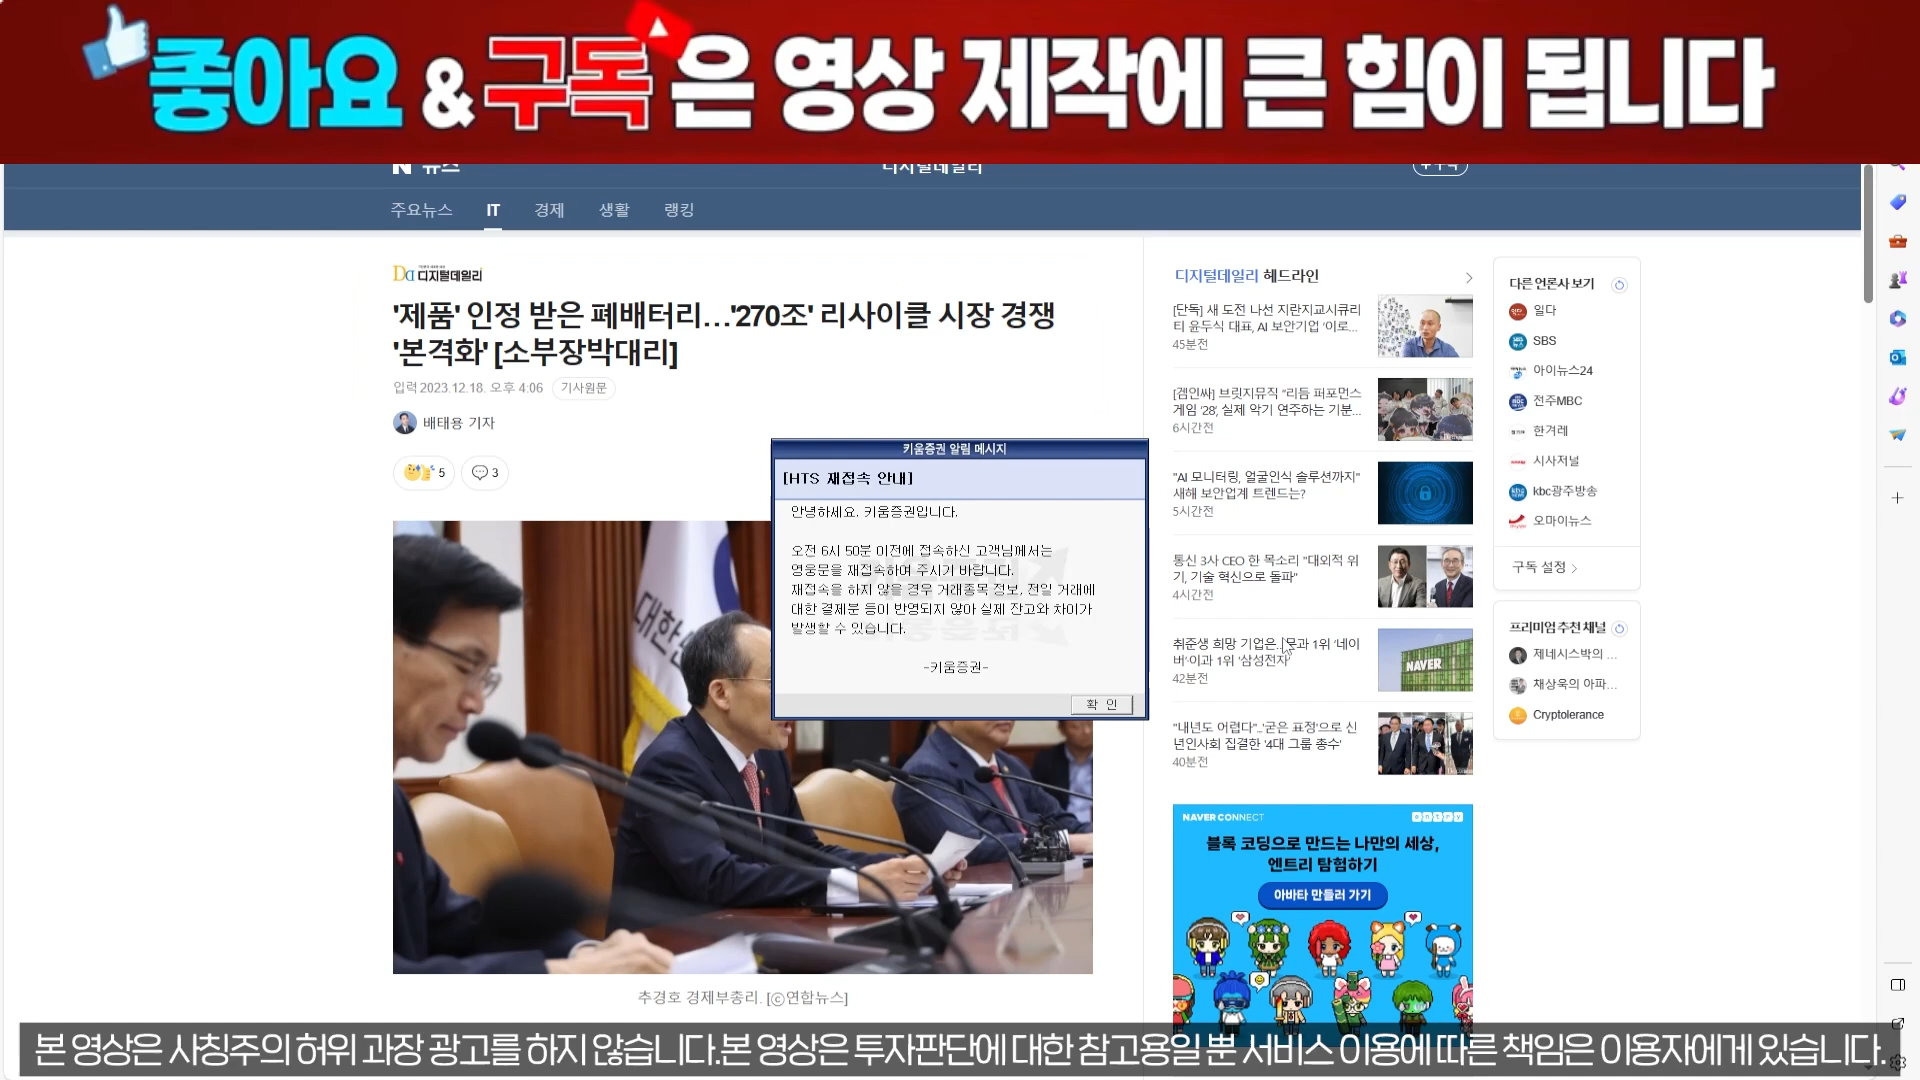 좋아요 & 구독은 영상 제작에 큰 힘이 됩니다
N 뉴스
디지털데일리
주요뉴스 IT 경제 생활 랭킹
디지털데일리
'제품' 인정 받은 폐배터리…'270조' 리사이클 시장 경쟁
'본격화' [소부장박대리]
입력 2023.12.18. 오후 4:06 기사원문
배태용 기자
5 3
추경호 경제부총리. [ⓒ연합뉴스]
키움증권 알림 메시지
[HTS 재접속 안내]
안녕하세요. 키움증권입니다.
오전 6시 50분 이전에 접속하신 고객님께서는
영웅문을 재접속하여 주시기 바랍니다.
재접속을 하지 않을 경우 거래종목 정보, 전일 거래에
대한 결제분 등이 반영되지 않아 실제 잔고와 차이가
발생할 수 있습니다.
-키움증권-
확 인
디지털데일리 헤드라인
[단독] 새 도전 나선 지란지교시큐리
티 윤두식 대표, AI 보안기업 '이로...
45분전
[겜인싸] 브릿지뮤직 "리듬 퍼포먼스
게임 '28', 실제 악기 연주하는 기분...
6시간전
"AI 모니터링, 얼굴인식 솔루션까지"
새해 보안업계 트렌드는?
5시간전
통신 3사 CEO 한 목소리 "대외적 위
기, 기술 혁신으로 돌파"
4시간전
취준생 희망 기업은...문과 1위 '네이
버'·이과 1위 '삼성전자'
42분전
NAVER
"내년도 어렵다"…'굳은 표정'으로 신
년인사회 집결한 '4대 그룹 총수'
40분전
NAVER CONNECT
entry
블록 코딩으로 만드는 나만의 세상,
엔트리 탐험하기
아바타 만들러 가기
다른 언론사 보기
일다
SBS
아이뉴스24
전주MBC
한겨레
시사저널
kbc광주방송
오마이뉴스
구독 설정
프리미엄 추천 채널
제네시스박의 ...
채상욱의 아파...
Cryptolerance
본 영상은 사칭주의 허위 과장 광고를 하지 않습니다.본 영상은 투자판단에 대한 참고용일 뿐 서비스 이용에 따른 책임은 이용자에게 있습니다.